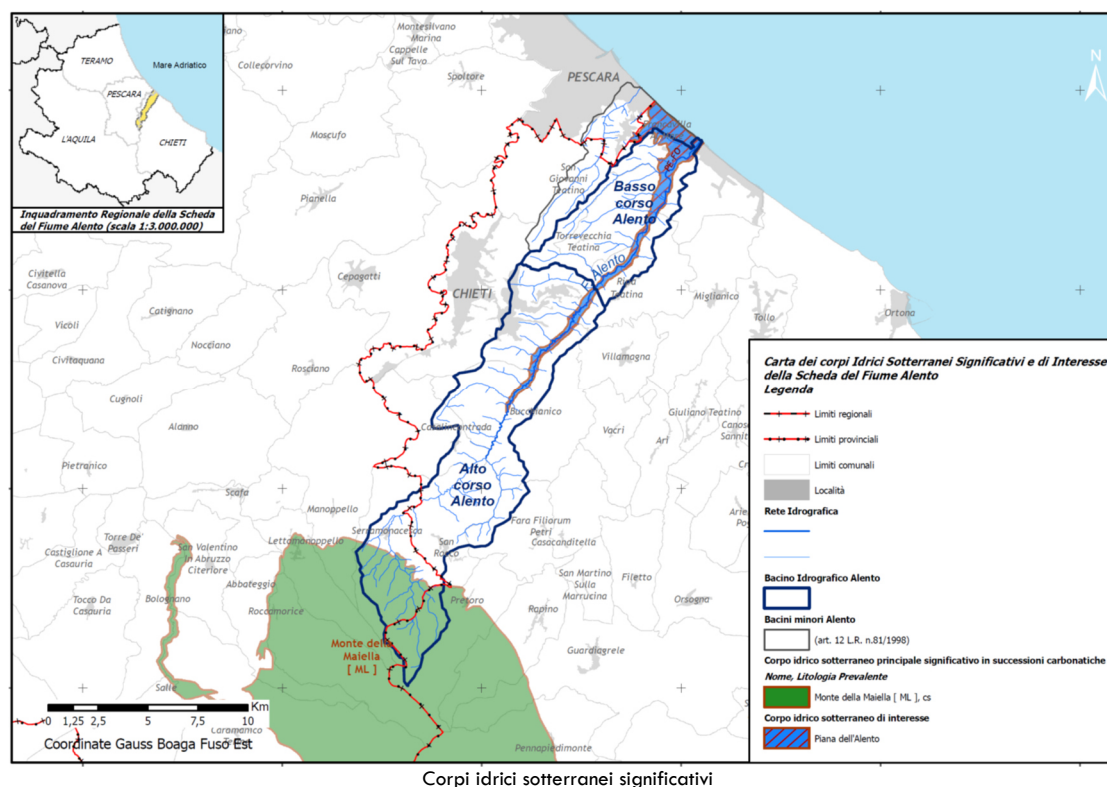 TERAMO
Mare Adriatico
PESCARA
L'AQUILA
CHIETI
Inquadramento Regionale della Scheda
del Fiume Alento (scala 1:3.000.000)
Montesilvano
Marina
Cappelle
Sul Tavo
Collecorvino
Spoltore
PESCARA
N
Moscufo
San
Giovanni
Teatino
Pianella
Basso
corso
Alento
Torrevecchia
Teatina
F. Alento
Civitella
Casanova
Cepagatti
CHIETI
Ripa
Teatina
Miglianico
Tollo
Ortona
Catignano
Vicoli
Nocciano
Civitaquana
Rosciano
Villamagna
Cugnoli
Alanno
Bucchianico
Casalincontrada
Vacri
Ari
Giuliano Teatino
Pietranico
Scafa
Alto
corso
Alento
Manoppello
Serramonacesca
Fara Filiorum
Petri
Casacanditella
Torre De'
Passeri
Castiglione A
Casauria
San Valentino
in Abruzzo
Citeriore
Lettomanoppello
San
Rocco
Abbateggia
San Martino
Sulla
Marrucina
Filetto
Tocco Da
Casauria
Bolognano
Roccamorice
Pretoro
Rapino
Orsogna
Monte della
Maiella
[ ML ]
Guardiagrele
Salle
Km
0 1,25 2,5 5 7,5 10
Coordinate Gauss Boaga Fuso Est
Caramanico
Pennapiedimonte
Carta dei corpi Idrici Sotterranei Significativi e di Interesse
della Scheda del Fiume Alento
Legenda
Limiti regionali
Limiti provinciali
Limiti comunali
Località
Rete Idrografica
Bacino Idrografico Alento
Bacini minori Alento
(art. 12 L.R. n.81/1998)
Corpo idrico sotterraneo principale significativo in successioni carbonatiche
Nome, Litologia Prevalente
Monte della Maiella [ ML ], cs
Corpo idrico sotterraneo di interesse
Piana dell'Alento
Corpi idrici sotterranei significativi